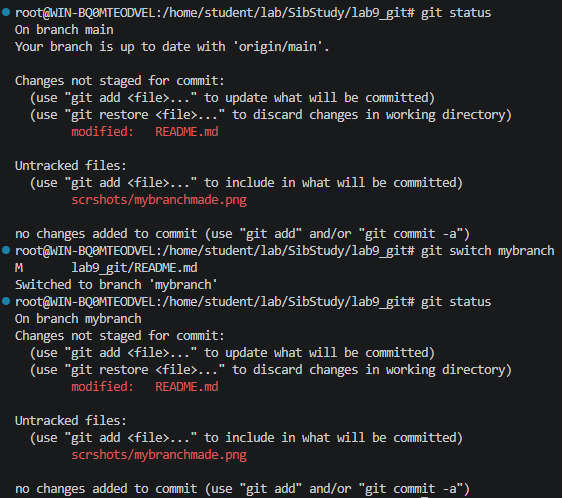 root@WIN-BQ0MTEODVEL:/home/student/lab/SibStudy/lab9_git# git status
On branch main
Your branch is up to date with 'origin/main'.
Changes not staged for commit:
  (use "git add <file>..." to update what will be committed)
  (use "git restore <file>..." to discard changes in working directory)
        modified:   README.md
Untracked files:
  (use "git add <file>..." to include in what will be committed)
        scrshots/mybranchmade.png
no changes added to commit (use "git add" and/or "git commit -a")
root@WIN-BQ0MTEODVEL:/home/student/lab/SibStudy/lab9_git# git switch mybranch
M       lab9_git/README.md
Switched to branch 'mybranch'
root@WIN-BQ0MTEODVEL:/home/student/lab/SibStudy/lab9_git# git status
On branch mybranch
Changes not staged for commit:
  (use "git add <file>..." to update what will be committed)
  (use "git restore <file>..." to discard changes in working directory)
        modified:   README.md
Untracked files:
  (use "git add <file>..." to include in what will be committed)
        scrshots/mybranchmade.png
no changes added to commit (use "git add" and/or "git commit -a")